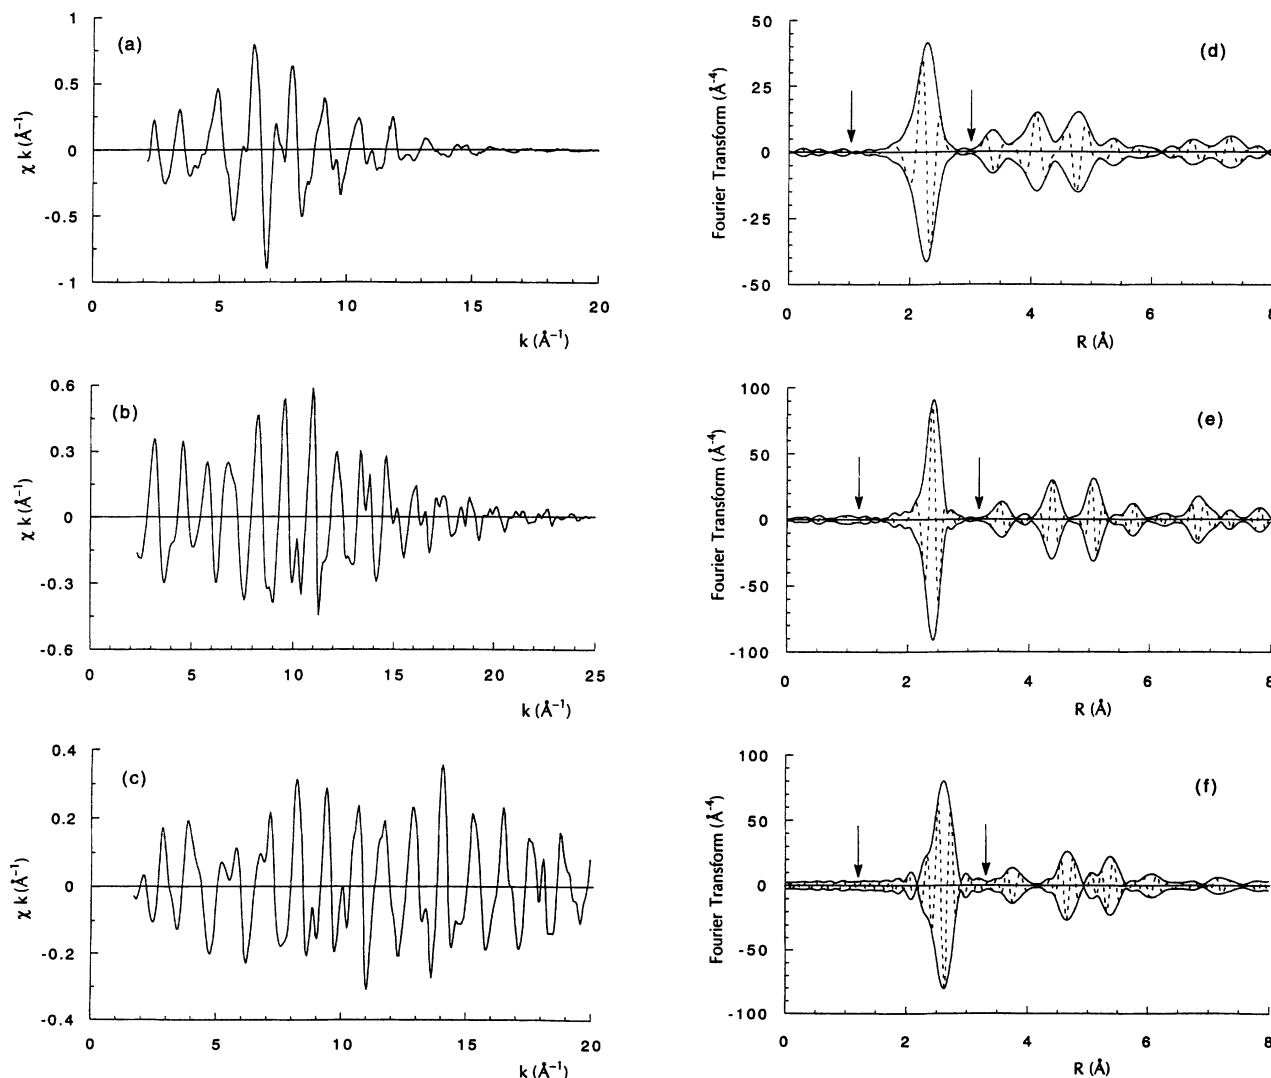 (a)
1
0.5
0
-0.5
-1
χ k (Å⁻¹)
0 5 10 15 20
k (Å⁻¹)
(d)
50
25
0
-25
-50
Fourier Transform (Å⁻⁴)
0 2 4 6 8
R (Å)
(b)
0.6
0.3
0
-0.3
-0.6
χ k (Å⁻¹)
0 5 10 15 20 25
k (Å⁻¹)
(e)
100
50
0
-50
-100
Fourier Transform (Å⁻⁴)
0 2 4 6 8
R (Å)
(c)
0.4
0.2
0
-0.2
-0.4
χ k (Å⁻¹)
0 5 10 15 20
k (Å⁻¹)
(f)
100
50
0
-50
-100
Fourier Transform (Å⁻⁴)
0 2 4 6 8
R (Å)